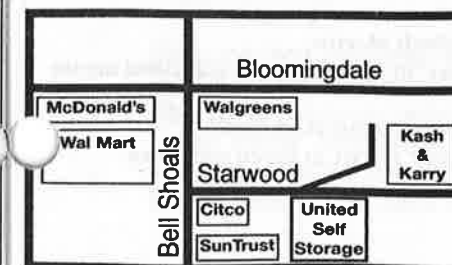 Bloomingdale
McDonald's
Wal Mart
Bell Shoals
Walgreens
Starwood
Kash
&
Karry
Citco
SunTrust
United
Self
Storage